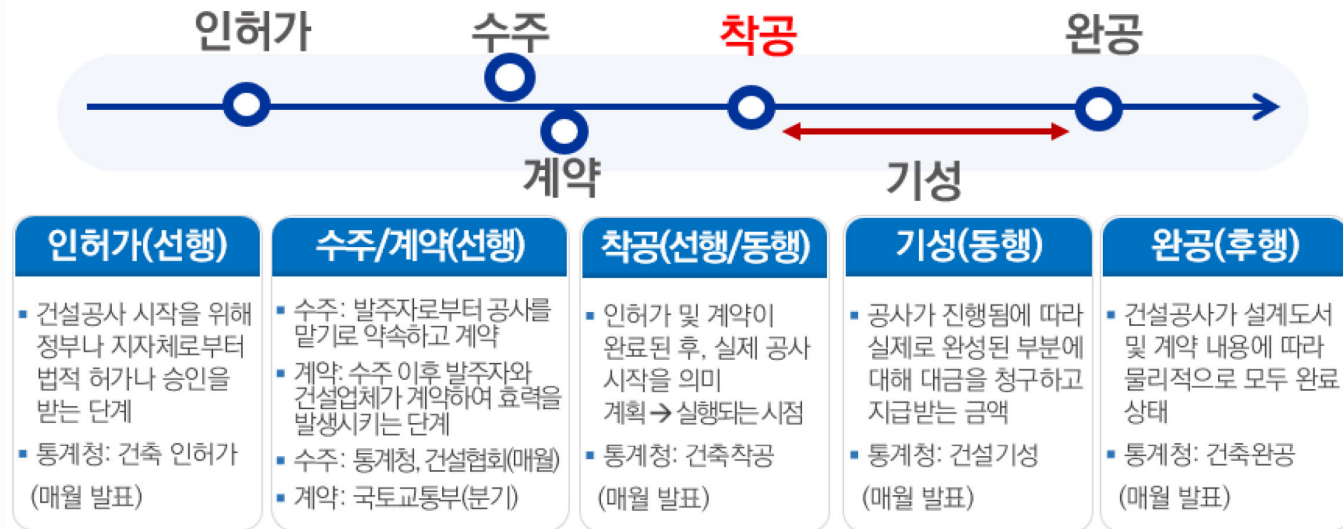 인허가
수주
착공
완공
계약
기성
인허가(선행)
▪ 건설공사 시작을 위해
정부나 지자체로부터
법적 허가나 승인을
받는 단계
▪ 통계청: 건축 인허가
(매월 발표)
수주/계약(선행)
▪ 수주: 발주자로부터 공사를
맡기로 약속하고 계약
▪ 계약: 수주 이후 발주자와
건설업체가 계약하여 효력을
발생시키는 단계
▪ 수주: 통계청, 건설협회(매월)
▪ 계약: 국토교통부(분기)
착공(선행/동행)
▪ 인허가 및 계약이
완료된 후, 실제 공사
시작을 의미
계획 → 실행되는 시점
▪ 통계청: 건축착공
(매월 발표)
기성(동행)
▪ 공사가 진행됨에 따라
실제로 완성된 부분에
대해 대금을 청구하고
지급받는 금액
▪ 통계청: 건설기성
(매월 발표)
완공(후행)
▪ 건설공사가 설계도서
및 계약 내용에 따라
물리적으로 모두 완료
상태
▪ 통계청: 건축완공
(매월 발표)